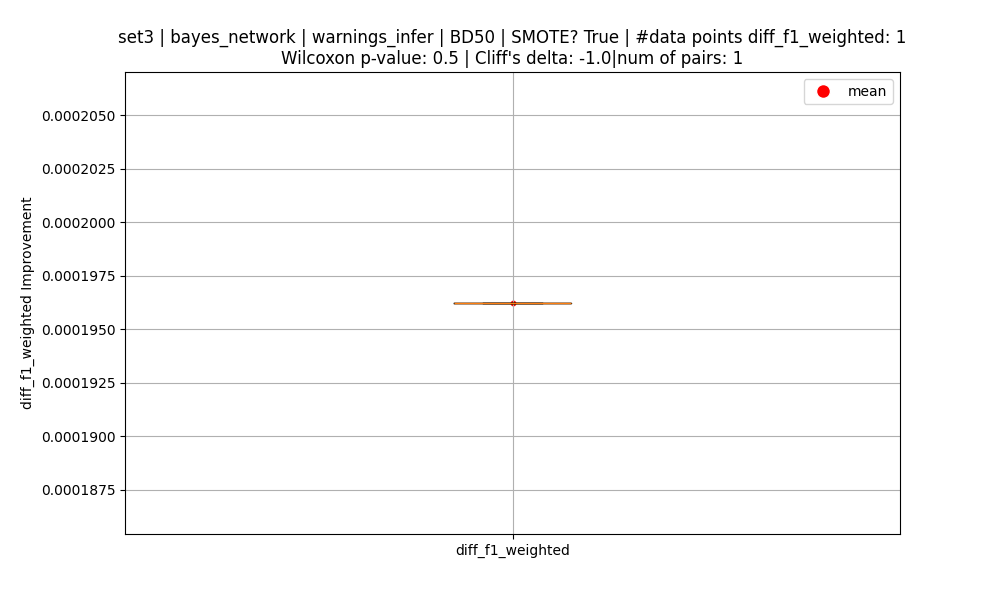 set3 | bayes_network | warnings_infer | BD50 | SMOTE? True | #data points diff_f1_weighted: 1
Wilcoxon p-value: 0.5 | Cliff's delta: -1.0|num of pairs: 1
mean
0.0002050
0.0002025
0.0002000
0.0001975
0.0001950
0.0001925
0.0001900
0.0001875
diff_f1_weighted Improvement
diff_f1_weighted